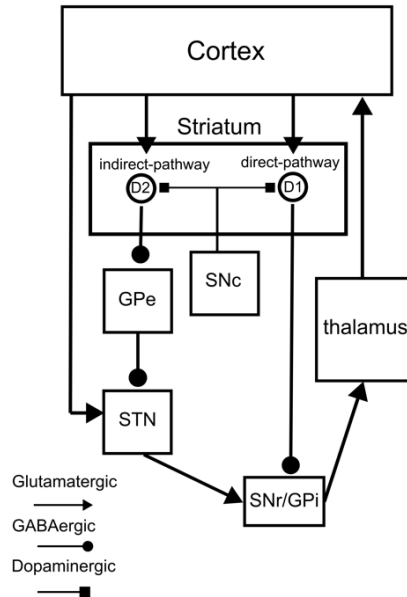 Cortex
Striatum
indirect-pathway direct-pathway
D2 D1
GPe
SNc
thalamus
STN
SNr/GPi
Glutamatergic
GABAergic
Dopaminergic